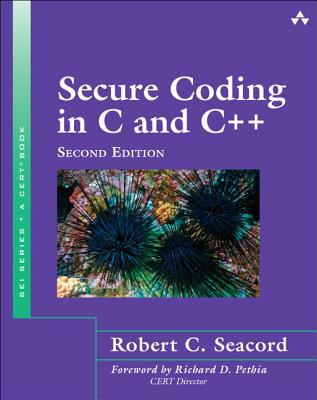 Secure Coding
in C and C++
SECOND EDITION
SEI SERIES • A CERT® BOOK
Robert C. Seacord
Foreword by Richard D. Pethia
CERT Director